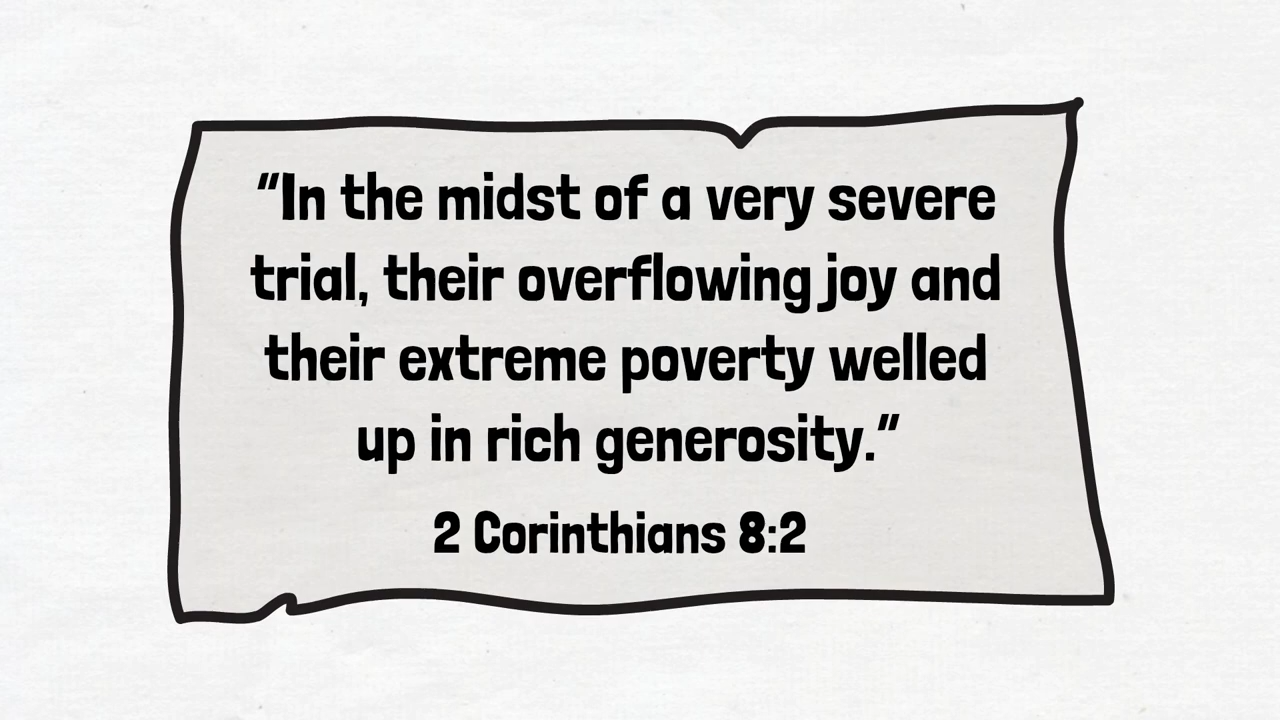 “In the midst of a very severe
trial, their overflowing joy and
their extreme poverty welled
up in rich generosity.”
2 Corinthians 8:2